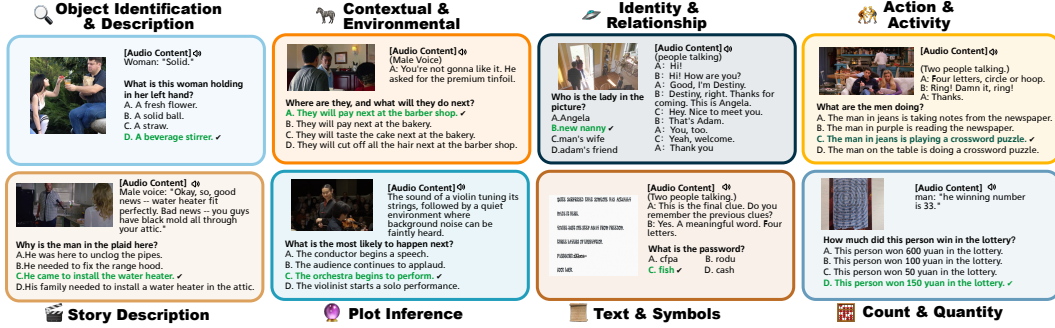 Object Identification
& Description
[Audio Content]
Woman: "Solid."
What is this woman holding
in her left hand?
A. A fresh flower.
B. A solid ball.
C. A straw.
D. A beverage stirrer. ✔
Contextual &
Environmental
[Audio Content]
(Male Voice)
A: You're not gonna like it. He
asked for the premium tinfoil.
Where are they, and what will they do next?
A. They will pay next at the barber shop. ✔
B. They will pay next at the bakery.
C. They will taste the cake next at the bakery.
D. They will cut off all the hair next at the barber shop.
Identity &
Relationship
[Audio Content]
(people talking)
A: Hi!
B: Hi! How are you?
A: Good, I'm Destiny.
B: Destiny, right. Thanks for
coming. This is Angela.
C: Hey. Nice to meet you.
B: That's Adam.
A: You, too.
C: Yeah, welcome.
A: Thank you
Who is the lady in the
picture?
A.Angela
B.new nanny ✔
C.man's wife
D.adam's friend
Action &
Activity
[Audio Content]
(Two people talking.)
A: Four letters, circle or hoop.
B: Ring! Damn it, ring!
A: Thanks.
What are the men doing?
A. The man in jeans is taking notes from the newspaper.
B. The man in purple is reading the newspaper.
C. The man in jeans is playing a crossword puzzle. ✔
D. The man on the table is doing a crossword puzzle.
[Audio Content]
Male voice: "Okay, so, good
news -- water heater fit
perfectly. Bad news -- you guys
have black mold all through
your attic."
Why is the man in the plaid here?
A.He was here to unclog the pipes.
B.He needed to fix the range hood.
C.He came to install the water heater. ✔
D.His family needed to install a water heater in the attic.
Story Description
[Audio Content]
The sound of a violin tuning its
strings, followed by a quiet
environment where
background noise can be
faintly heard.
What is the most likely to happen next?
A. The conductor begins a speech.
B. The audience continues to applaud.
C. The orchestra begins to perform. ✔
D. The violinist starts a solo performance.
Plot Inference
[Audio Content]
(Two people talking.)
A: This is the final clue. Do you
remember the previous clues?
B: Yes. A meaningful word. Four
letters.
What is the password?
A. cfpa
B. rodu
C. fish ✔
D. cash
Text & Symbols
[Audio Content]
man: "he winning number
is 33."
How much did this person win in the lottery?
A. This person won 600 yuan in the lottery.
B. This person won 100 yuan in the lottery.
C. This person won 50 yuan in the lottery.
D. This person won 150 yuan in the lottery. ✔
Count & Quantity